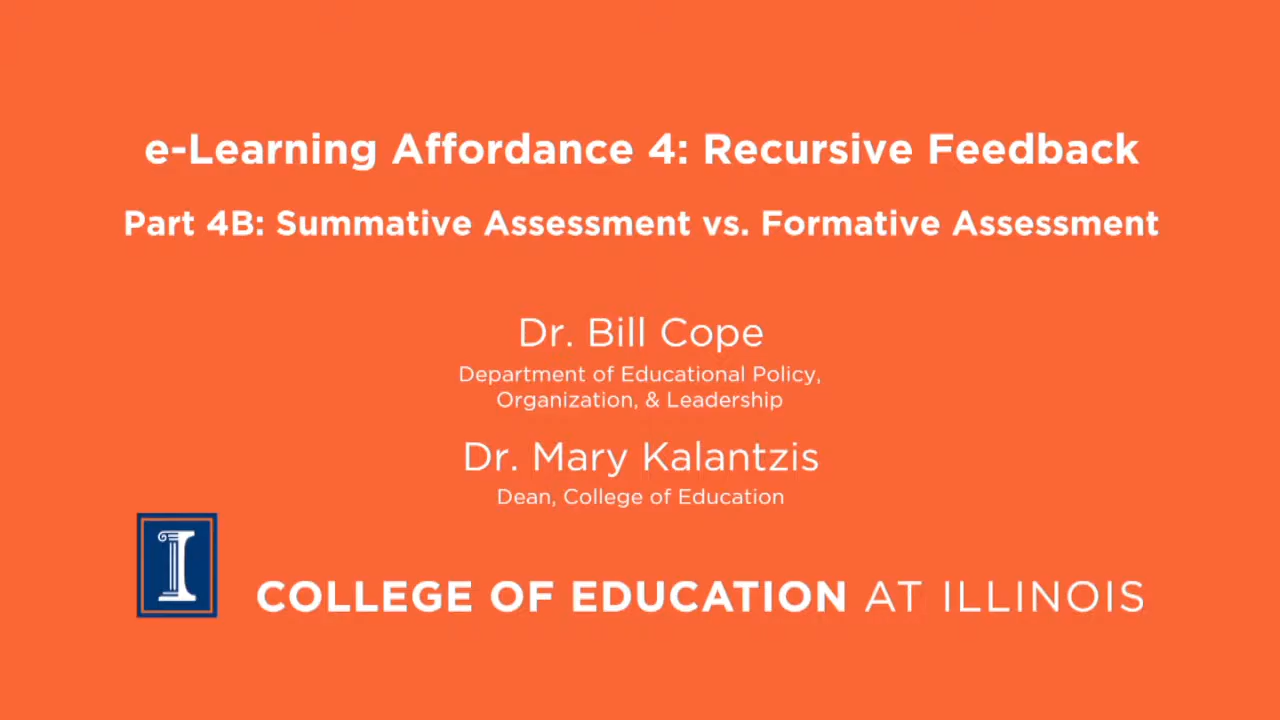 e-Learning Affordance 4: Recursive Feedback
Part 4B: Summative Assessment vs. Formative Assessment
Dr. Bill Cope
Department of Educational Policy,
Organization, & Leadership
Dr. Mary Kalantzis
Dean, College of Education
I
COLLEGE OF EDUCATION AT ILLINOIS